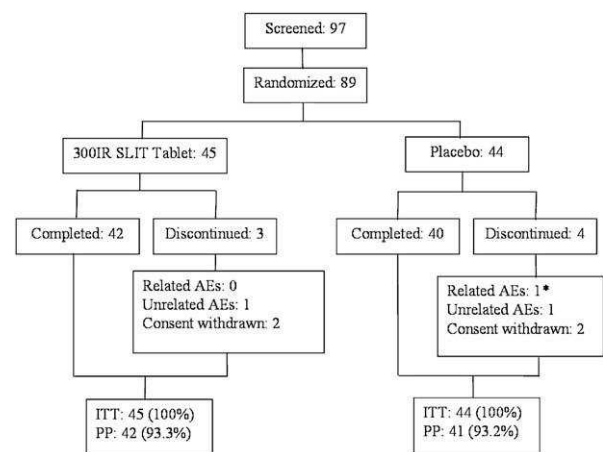 Screened: 97
Randomized: 89
300IR SLIT Tablet: 45
Placebo: 44
Completed: 42
Discontinued: 3
Completed: 40
Discontinued: 4
Related AEs: 0
Unrelated AEs: 1
Consent withdrawn: 2
Related AEs: 1*
Unrelated AEs: 1
Consent withdrawn: 2
ITT: 45 (100%)
PP: 42 (93.3%)
ITT: 44 (100%)
PP: 41 (93.2%)